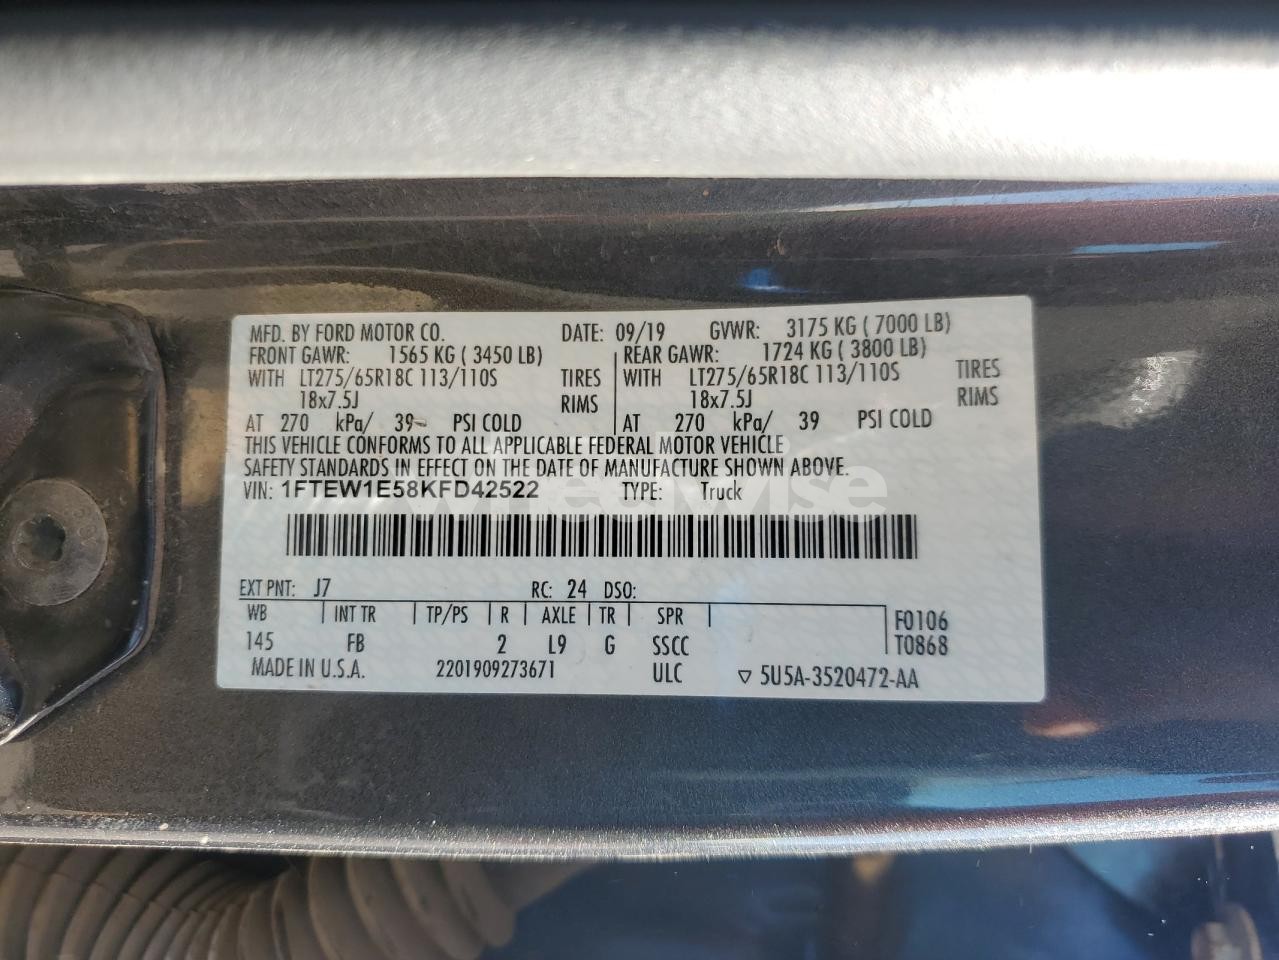 MFD. BY FORD MOTOR CO. DATE: 09/19 GVWR: 3175 KG ( 7000 LB)
FRONT GAWR: 1565 KG ( 3450 LB) REAR GAWR: 1724 KG ( 3800 LB)
WITH LT275/65R18C 113/110S TIRES WITH LT275/65R18C 113/110S TIRES
18x7.5J RIMS 18x7.5J RIMS
AT 270 kPa/ 39 PSI COLD AT 270 kPa/ 39 PSI COLD
THIS VEHICLE CONFORMS TO ALL APPLICABLE FEDERAL MOTOR VEHICLE
SAFETY STANDARDS IN EFFECT ON THE DATE OF MANUFACTURE SHOWN ABOVE.
VIN: 1FTEW1E58KFD42522 TYPE: Truck
EXT PNT: J7 RC: 24 DSO:
WB INT TR TP/PS R AXLE TR SPR F0106
145 FB 2 L9 G SSCC T0868
MADE IN U.S.A. 2201909273671 ULC ▽ 5U5A-3520472-AA